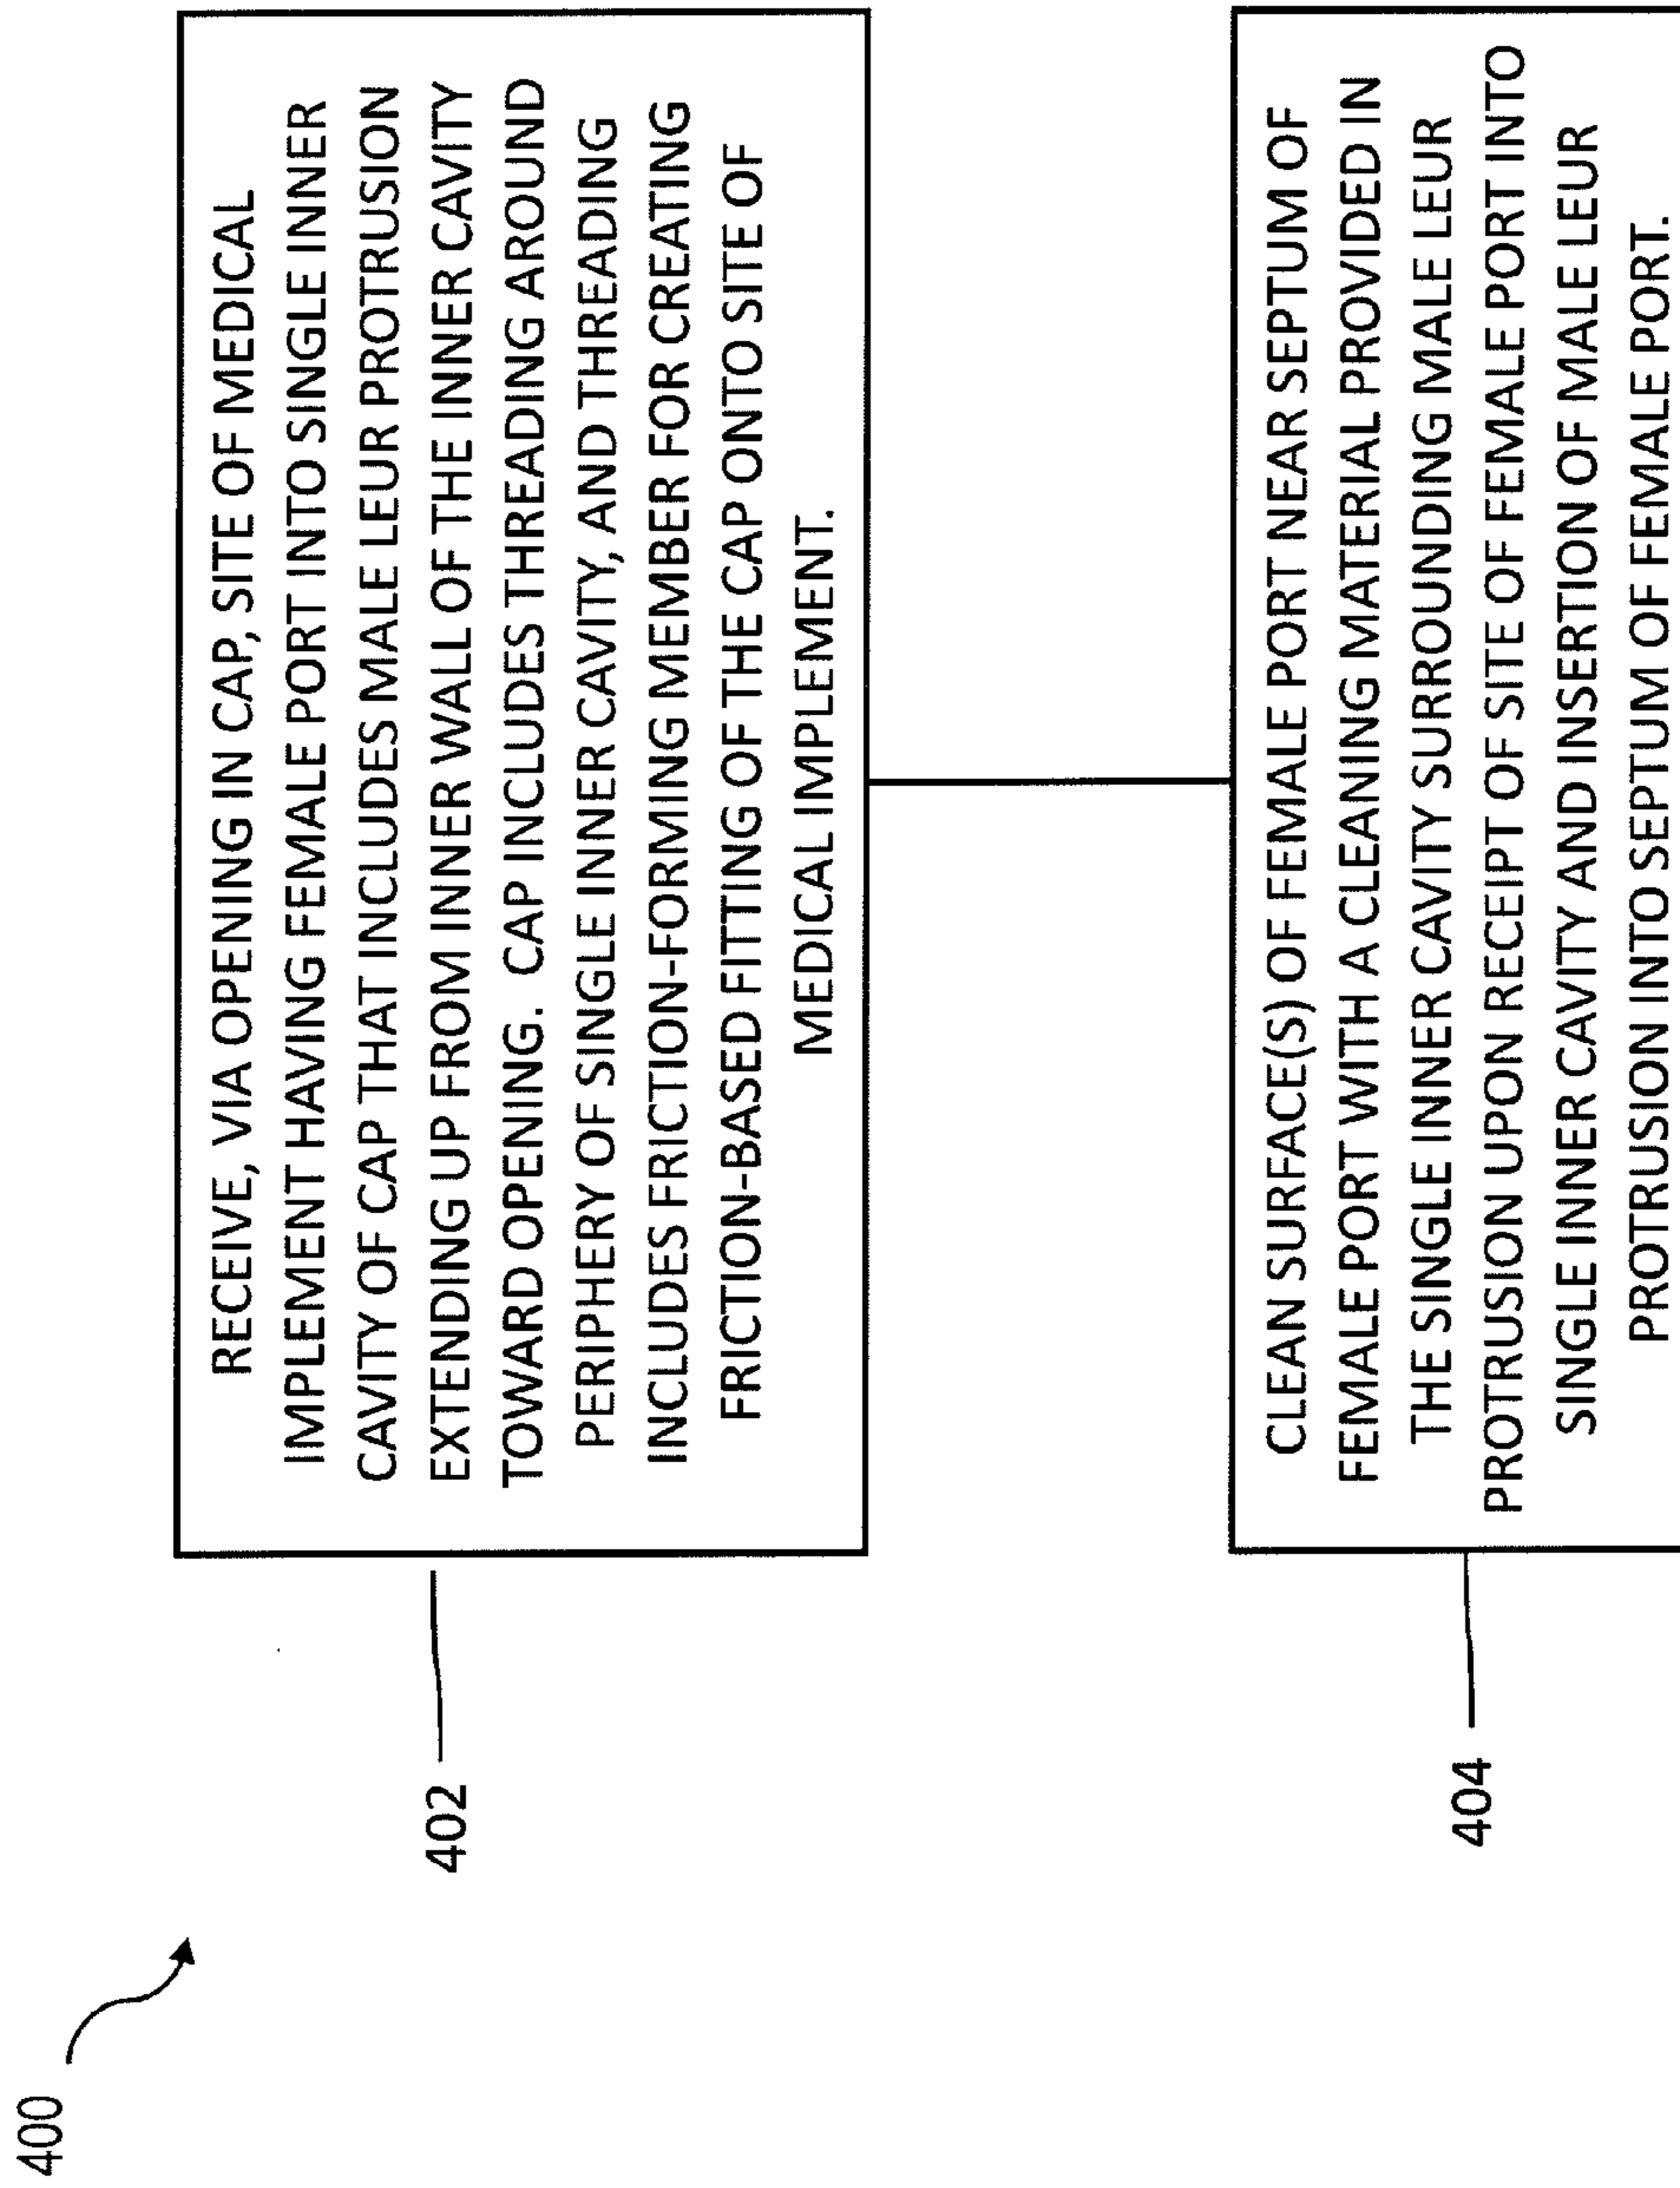 400
402
RECEIVE, VIA OPENING IN CAP, SITE OF MEDICAL
IMPLEMENT HAVING FEMALE PORT INTO SINGLE INNER
CAVITY OF CAP THAT INCLUDES MALE LEUR PROTRUSION
EXTENDING UP FROM INNER WALL OF THE INNER CAVITY
TOWARD OPENING. CAP INCLUDES THREADING AROUND
PERIPHERY OF SINGLE INNER CAVITY, AND THREADING
INCLUDES FRICTION-FORMING MEMBER FOR CREATING
FRICTION-BASED FITTING OF THE CAP ONTO SITE OF
MEDICAL IMPLEMENT.
404
CLEAN SURFACE(S) OF FEMALE PORT NEAR SEPTUM OF
FEMALE PORT WITH A CLEANING MATERIAL PROVIDED IN
THE SINGLE INNER CAVITY SURROUNDING MALE LEUR
PROTRUSION UPON RECEIPT OF SITE OF FEMALE PORT INTO
SINGLE INNER CAVITY AND INSERTION OF MALE LEUR
PROTRUSION INTO SEPTUM OF FEMALE PORT.